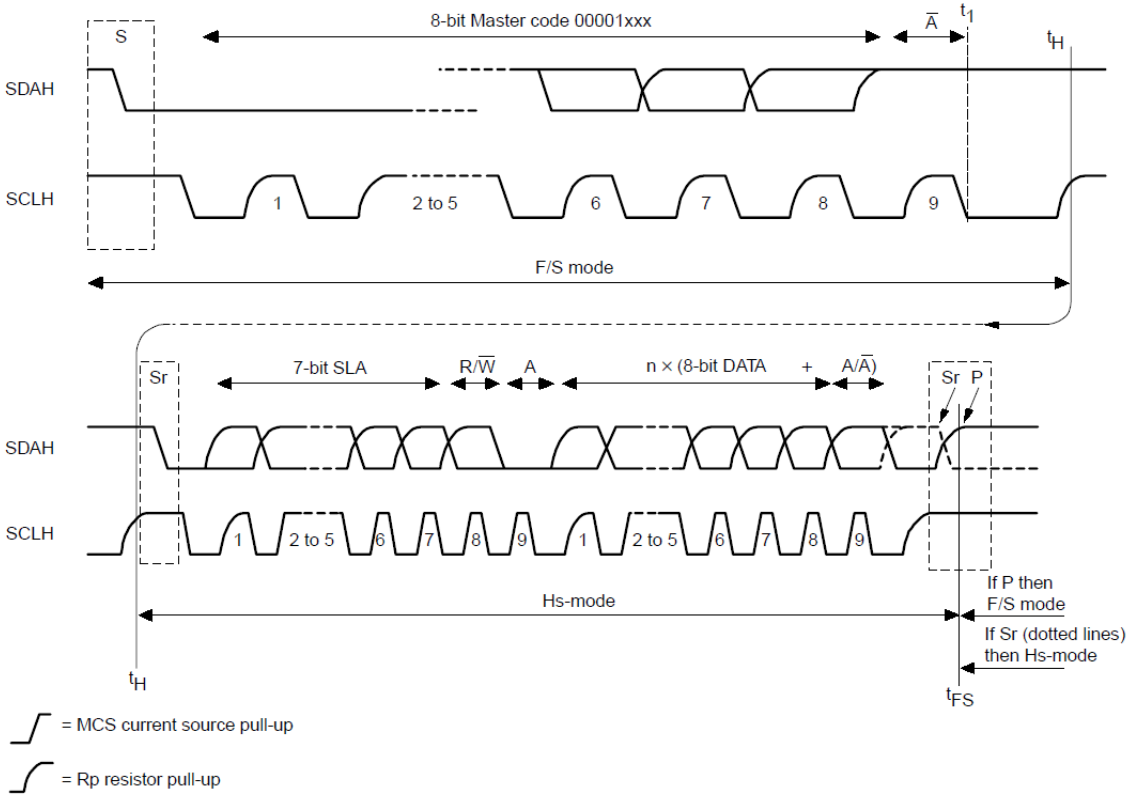 8-bit Master code 00001xxx
A̅
t1
S
tH
SDAH
SCLH
1
2 to 5
6
7
8
9
F/S mode
Sr
7-bit SLA
R/W̅
A
n × (8-bit DATA
+
A/A̅)
Sr
P
SDAH
SCLH
1
2 to 5
6
7
8
9
1
2 to 5
6
7
8
9
If P then
F/S mode
Hs-mode
If Sr (dotted lines)
then Hs-mode
tH
tFS
= MCS current source pull-up
= Rp resistor pull-up